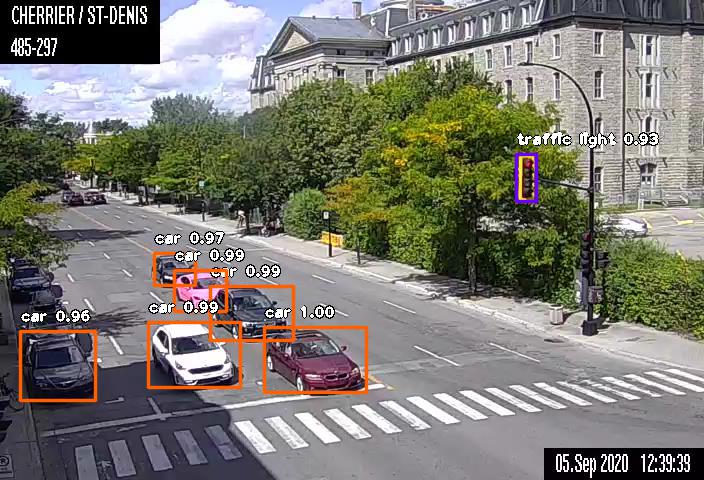 CHERRIER / ST-DENIS
485-297
traffic light 0.93
car 0.97
car 0.99
car 0.99
car 0.99
car 1.00
car 0.96
05.Sep 2020 12:39:39